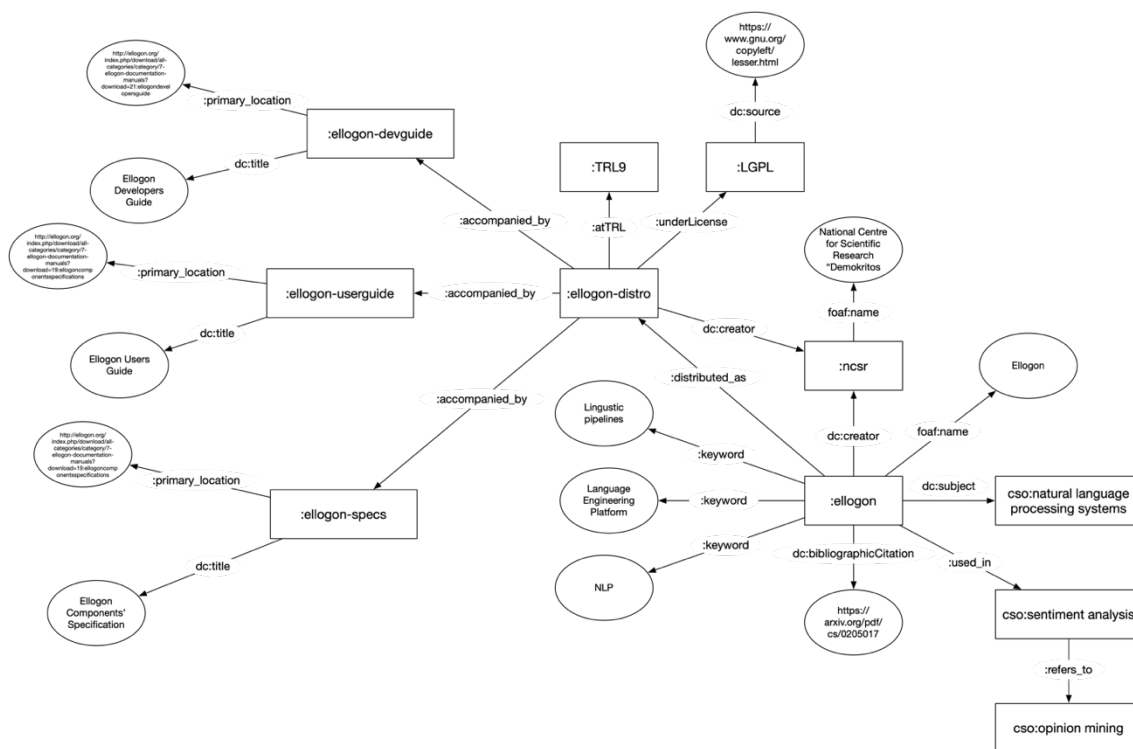 http://ellogon.org/
index.php/download/all-
categories/category/7-
ellogon-documentation-
manuals?
download=21:ellogondevel
opersguide
:primary_location
:ellogon-devguide
dc:title
Ellogon
Developers
Guide
https://
www.gnu.org/
copyleft/
lesser.html
dc:source
:TRL9
:LGPL
:accompanied_by
:atTRL
:underLicense
http://ellogon.org/
index.php/download/all-
categories/category/7-
ellogon-documentation-
manuals?
download=19:ellogoncomp
onentsspecifications
:primary_location
:ellogon-userguide
:accompanied_by
:ellogon-distro
dc:title
Ellogon Users
Guide
National Centre
for Scientific
Research
"Demokritos
foaf:name
dc:creator
:ncsr
:distributed_as
:accompanied_by
Ellogon
foaf:name
dc:creator
Lingustic
pipelines
:keyword
http://ellogon.org/
index.php/download/all-
categories/category/7-
ellogon-documentation-
manuals?
download=19:ellogoncomp
onentsspecifications
:primary_location
:ellogon-specs
dc:title
Ellogon
Components'
Specification
Language
Engineering
Platform
:keyword
:ellogon
dc:subject
cso:natural language
processing systems
:keyword
NLP
dc:bibliographicCitation
https://
arxiv.org/pdf/
cs/0205017
:used_in
cso:sentiment analysis
:refers_to
cso:opinion mining